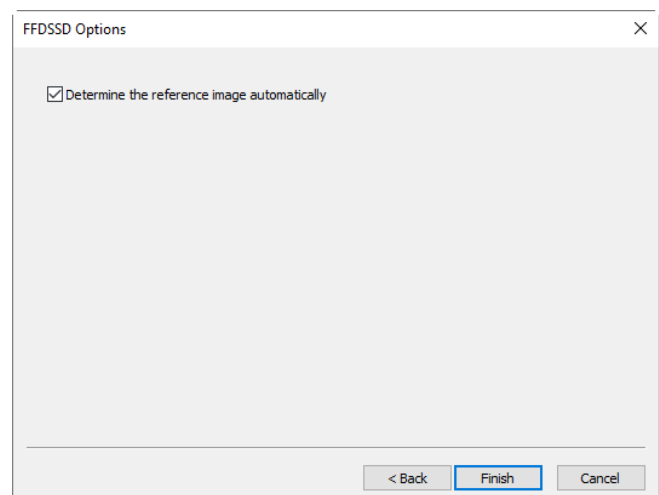 FFDSSD Options
Determine the reference image automatically
< Back Finish Cancel